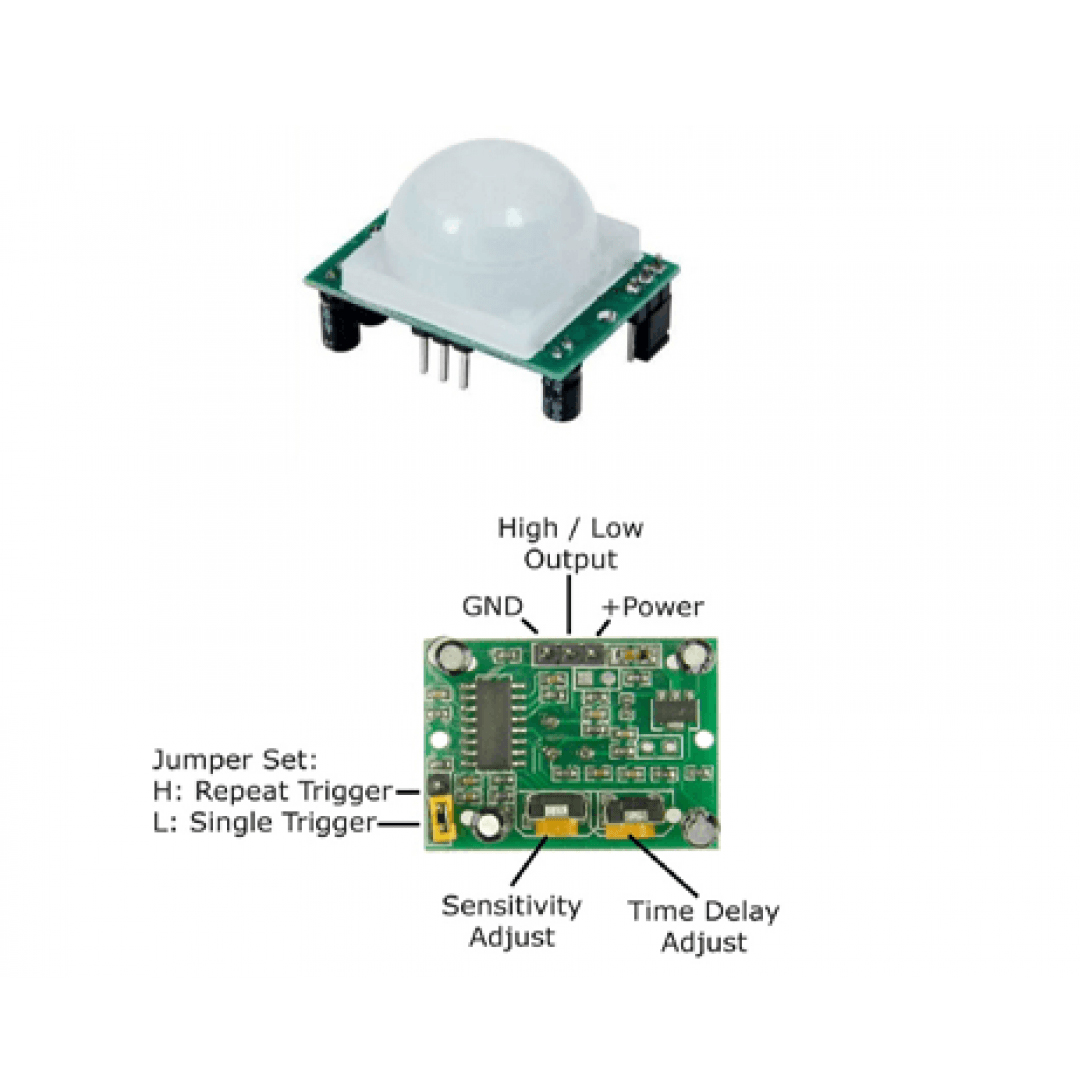 High / Low
Output
GND
+Power
Jumper Set:
H: Repeat Trigger
L: Single Trigger
Sensitivity
Adjust
Time Delay
Adjust